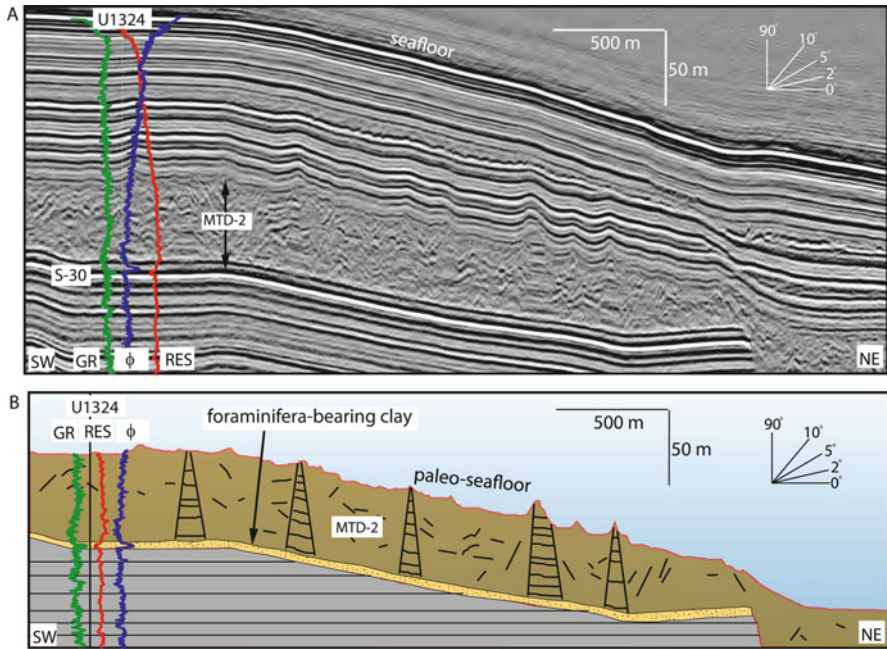 A
U1324
seafloor
500 m
50 m
90°
10°
5°
2°
0°
MTD-2
S-30
SW GR ϕ RES NE
B
U1324
GR RES ϕ
foraminifera-bearing clay
500 m
50 m
90°
10°
5°
2°
0°
paleo-seafloor
MTD-2
SW NE